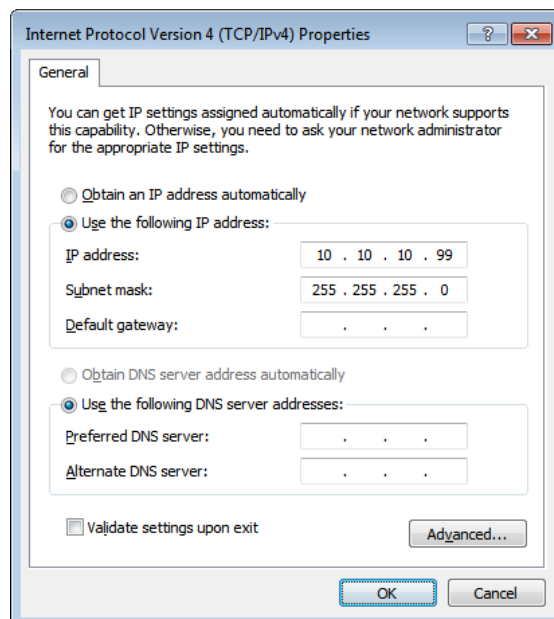 Internet Protocol Version 4 (TCP/IPv4) Properties
General
You can get IP settings assigned automatically if your network supports
this capability. Otherwise, you need to ask your network administrator
for the appropriate IP settings.
Obtain an IP address automatically
Use the following IP address:
IP address: 10 . 10 . 10 . 99
Subnet mask: 255 . 255 . 255 . 0
Default gateway: . . .
Obtain DNS server address automatically
Use the following DNS server addresses:
Preferred DNS server: . . .
Alternate DNS server: . . .
Validate settings upon exit
Advanced...
OK Cancel